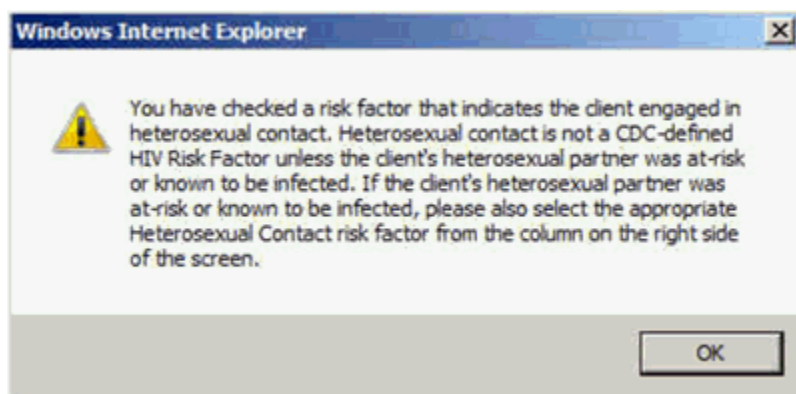 Windows Internet Explorer
You have checked a risk factor that indicates the client engaged in
heterosexual contact. Heterosexual contact is not a CDC-defined
HIV Risk Factor unless the client's heterosexual partner was at-risk
or known to be infected. If the client's heterosexual partner was
at-risk or known to be infected, please also select the appropriate
Heterosexual Contact risk factor from the column on the right side
of the screen.
OK